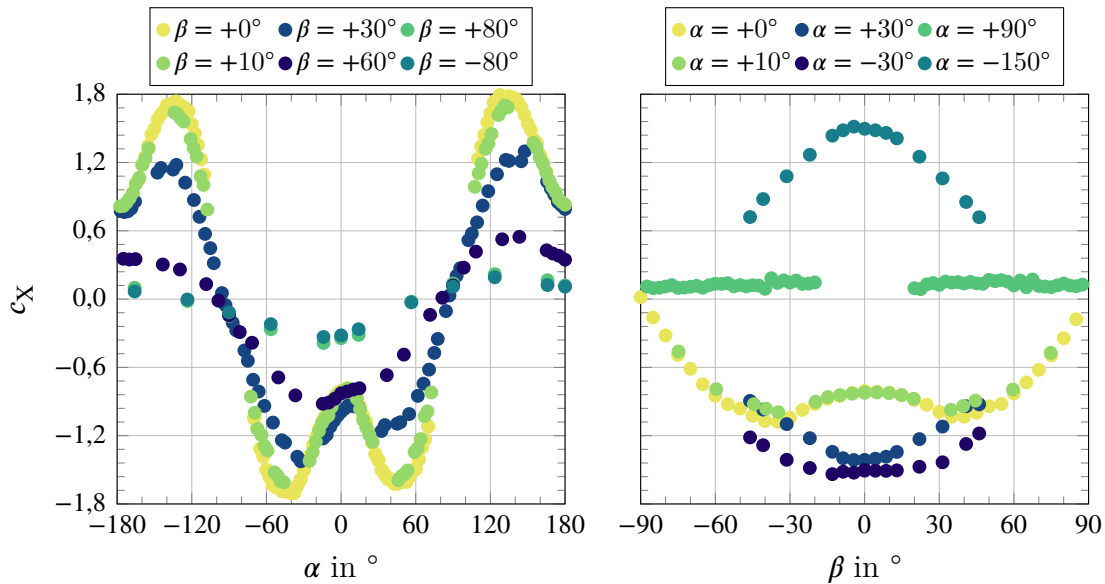 β = +0° β = +30° β = +80°
β = +10° β = +60° β = −80°
α = +0° α = +30° α = +90°
α = +10° α = −30° α = −150°
1,8
1,2
0,6
0,0
−0,6
−1,2
−1,8
c_X
−180 −120 −60 0 60 120 180
α in °
−90 −60 −30 0 30 60 90
β in °